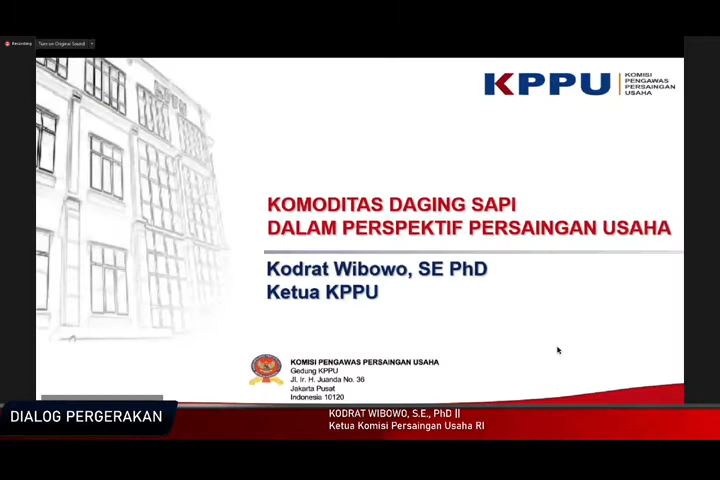 Recording
Turn on Original Sound
KPPU
KOMISI
PENGAWAS
PERSAINGAN
USAHA
KOMODITAS DAGING SAPI
DALAM PERSPEKTIF PERSAINGAN USAHA
Kodrat Wibowo, SE PhD
Ketua KPPU
KOMISI PENGAWAS PERSAINGAN USAHA
Gedung KPPU
Jl. Ir. H. Juanda No. 36
Jakarta Pusat
Indonesia 10120
DIALOG PERGERAKAN
KODRAT WIBOWO, S.E., PhD ||
Ketua Komisi Persaingan Usaha RI